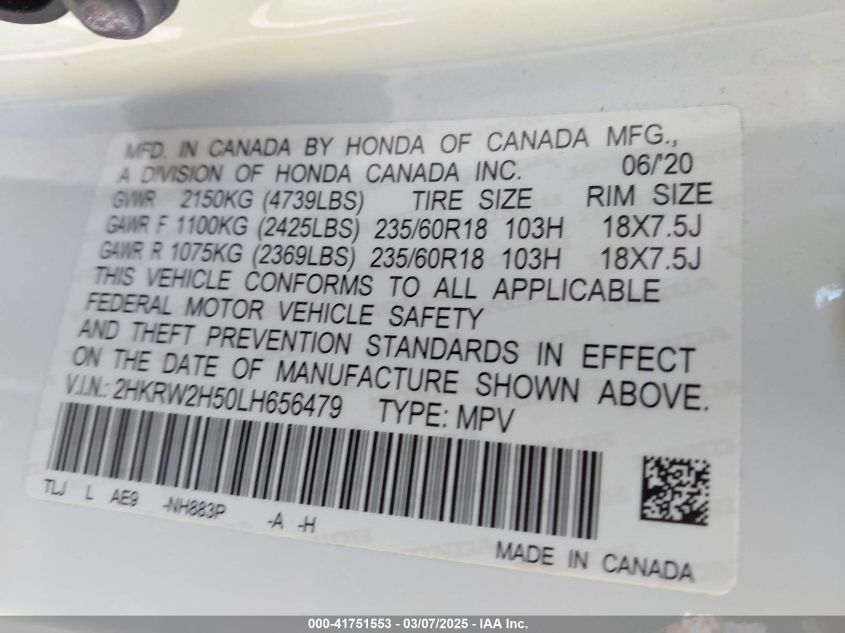 MFD. IN CANADA BY HONDA OF CANADA MFG.,
A DIVISION OF HONDA CANADA INC. 06/'20
GVWR 2150KG (4739LBS) TIRE SIZE RIM SIZE
GAWR F 1100KG (2425LBS) 235/60R18 103H 18X7.5J
GAWR R 1075KG (2369LBS) 235/60R18 103H 18X7.5J
THIS VEHICLE CONFORMS TO ALL APPLICABLE
FEDERAL MOTOR VEHICLE SAFETY
AND THEFT PREVENTION STANDARDS IN EFFECT
ON THE DATE OF MANUFACTURE SHOWN ABOVE.
V.I.N.: 2HKRW2H50LH656479 TYPE: MPV
TLJ L AE9 -NH883P -A -H
MADE IN CANADA
000-41751553 - 03/07/2025 - IAA Inc.